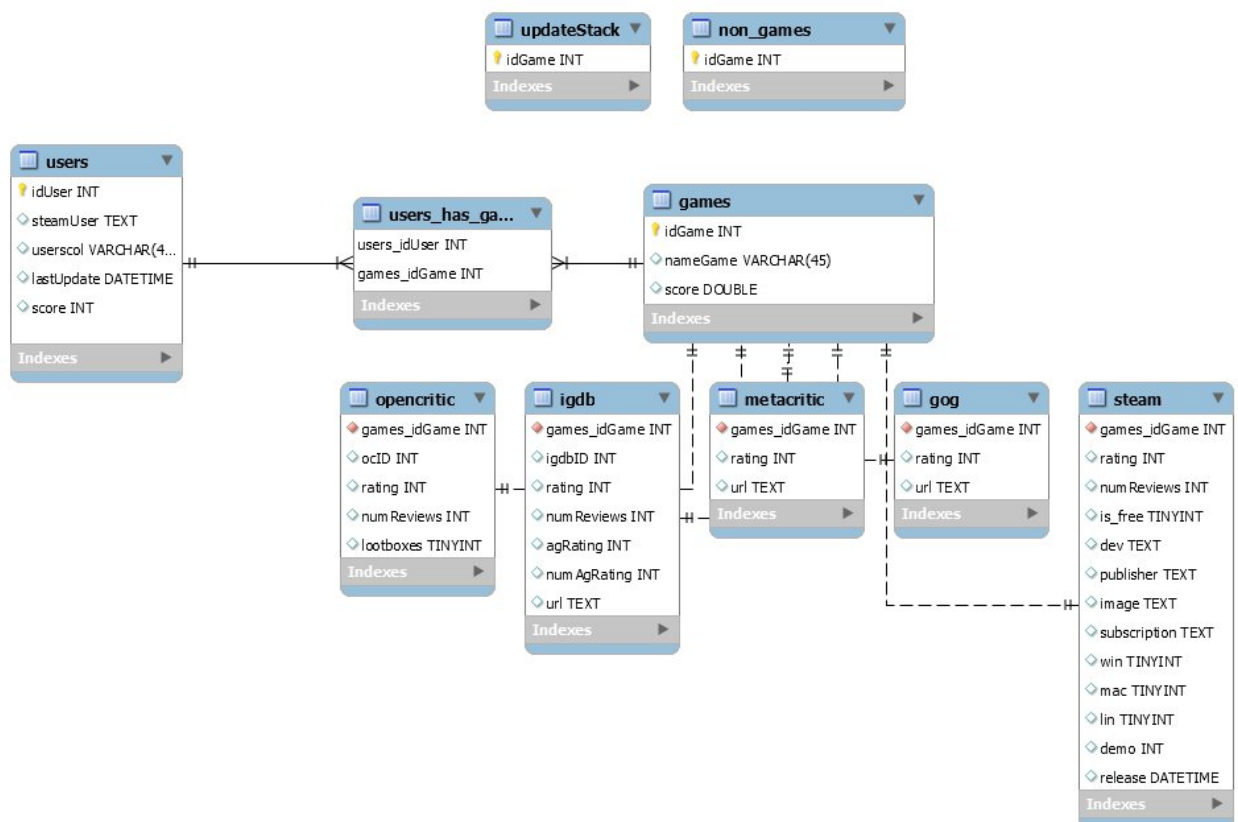 updateStack
idGame INT
Indexes
non_games
idGame INT
Indexes
users
idUser INT
steamUser TEXT
userscol VARCHAR(4...
lastUpdate DATETIME
score INT
Indexes
users_has_ga...
users_idUser INT
games_idGame INT
Indexes
games
idGame INT
nameGame VARCHAR(45)
score DOUBLE
Indexes
opencritic
games_idGame INT
ocID INT
rating INT
numReviews INT
lootboxes TINYINT
Indexes
igdb
games_idGame INT
igdbID INT
rating INT
numReviews INT
agRating INT
numAgRating INT
url TEXT
Indexes
metacritic
games_idGame INT
rating INT
url TEXT
Indexes
gog
games_idGame INT
rating INT
url TEXT
Indexes
steam
games_idGame INT
rating INT
numReviews INT
is_free TINYINT
dev TEXT
publisher TEXT
image TEXT
subscription TEXT
win TINYINT
mac TINYINT
lin TINYINT
demo INT
release DATETIME
Indexes